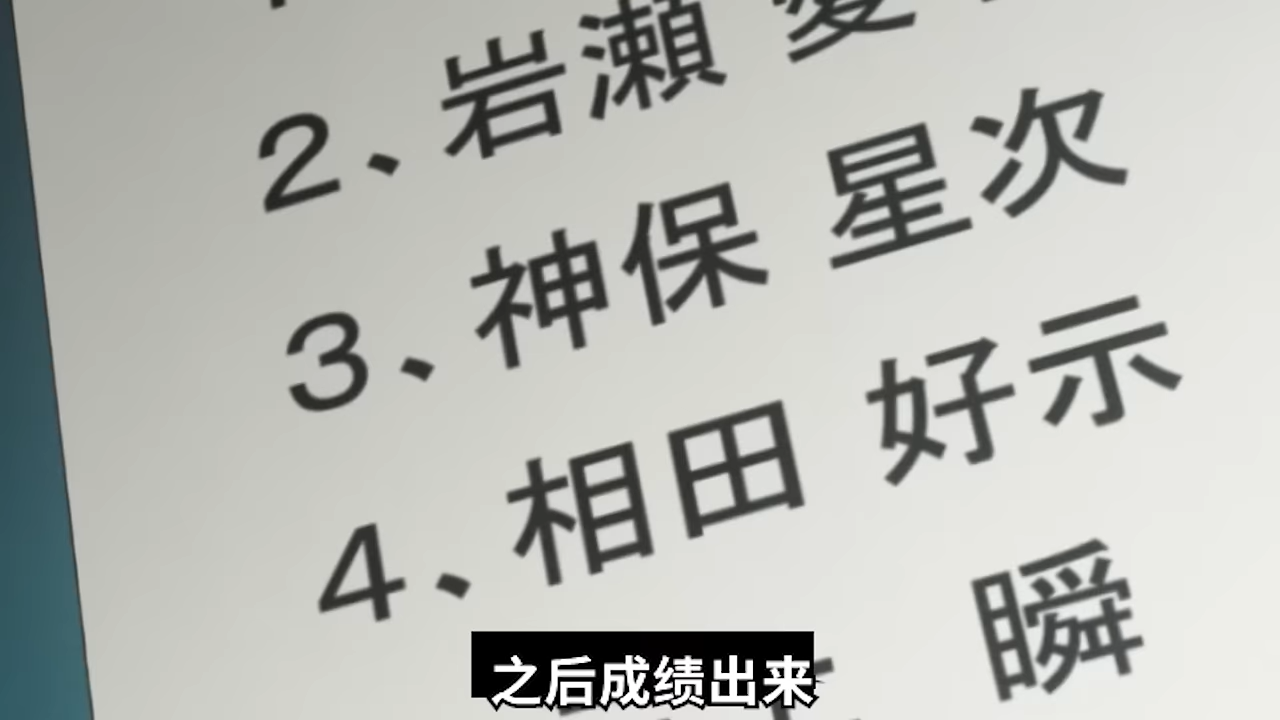 2、岩瀬 愛
3、神保 星次
4、相田 好示
瞬
之后成绩出来